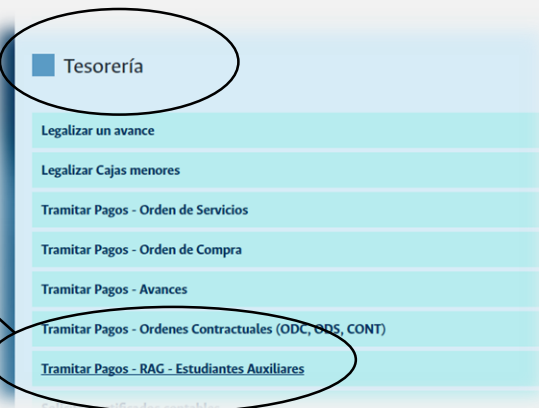 Tesorería
Legalizar un avance
Legalizar Cajas menores
Tramitar Pagos - Orden de Servicios
Tramitar Pagos - Orden de Compra
Tramitar Pagos - Avances
Tramitar Pagos - Ordenes Contractuales (ODC, ODS, CONT)
Tramitar Pagos - RAG - Estudiantes Auxiliares